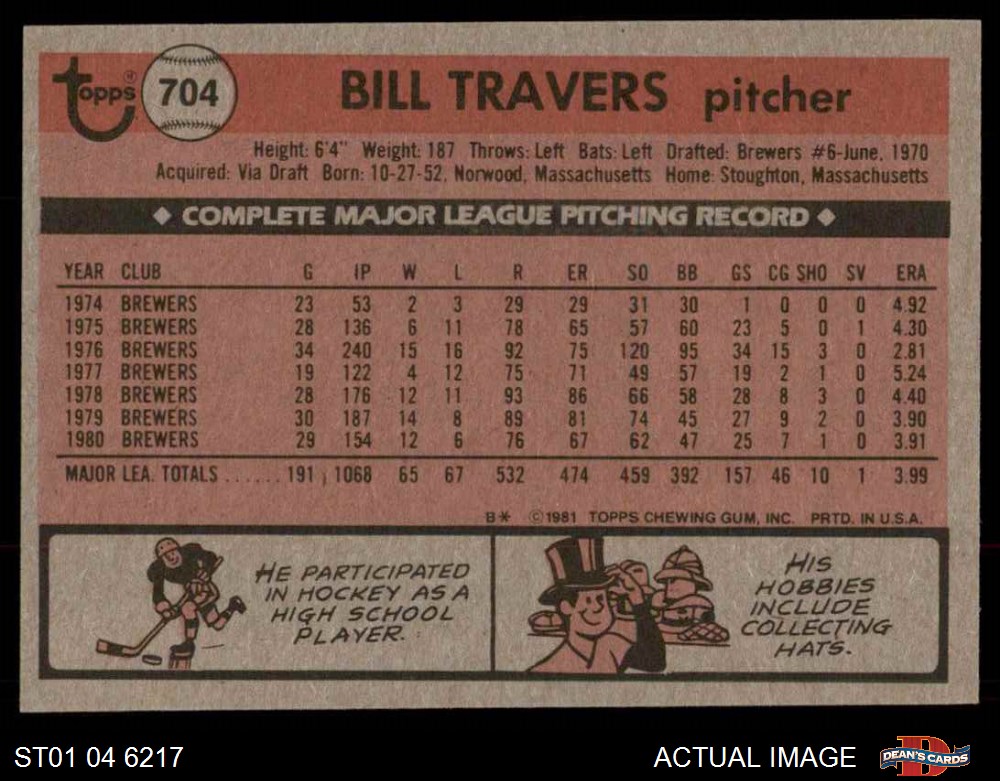 topps 704 BILL TRAVERS pitcher
Height: 6'4" Weight: 187 Throws: Left Bats: Left Drafted: Brewers #6-June, 1970
Acquired: Via Draft Born: 10-27-52, Norwood, Massachusetts Home: Stoughton, Massachusetts
◆ COMPLETE MAJOR LEAGUE PITCHING RECORD ◆
YEAR CLUB G IP W L R ER SO BB GS CG SHO SV ERA
1974 BREWERS 23 53 2 3 29 29 31 30 1 0 0 0 4.92
1975 BREWERS 28 136 6 11 78 65 57 60 23 5 0 1 4.30
1976 BREWERS 34 240 15 16 92 75 120 95 34 15 3 0 2.81
1977 BREWERS 19 122 4 12 75 71 49 57 19 2 1 0 5.24
1978 BREWERS 28 176 12 11 93 86 66 58 28 8 3 0 4.40
1979 BREWERS 30 187 14 8 89 81 74 45 27 9 2 0 3.90
1980 BREWERS 29 154 12 6 76 67 62 47 25 7 1 0 3.91
MAJOR LEA. TOTALS ...... 191 1068 65 67 532 474 459 392 157 46 10 1 3.99
B* ©1981 TOPPS CHEWING GUM, INC. PRTD. IN U.S.A.
HE PARTICIPATED
IN HOCKEY AS A
HIGH SCHOOL
PLAYER.
HIS
HOBBIES
INCLUDE
COLLECTING
HATS.
ST01 04 6217 ACTUAL IMAGE DEAN'S CARDS